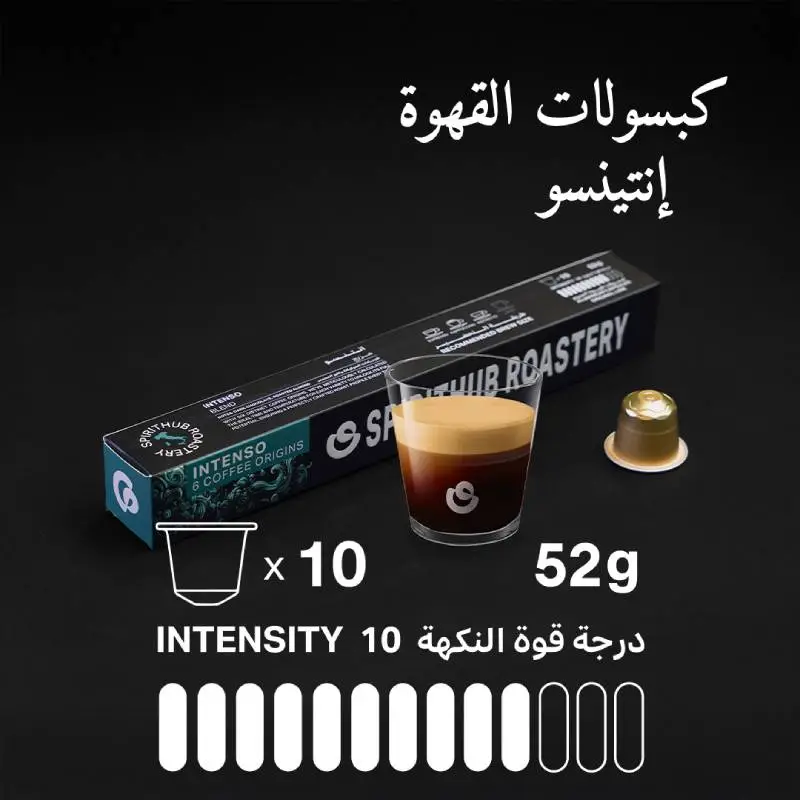 كبسولات القهوة
إنتينسو
INTENSO
BLEND
RECOMMENDED BREW SIZE
SPIRITHUB ROASTERY
SPIRITHUB ROASTERY
INTENSO
6 COFFEE ORIGINS
x 10
52g
INTENSITY 10 درجة قوة النكهة